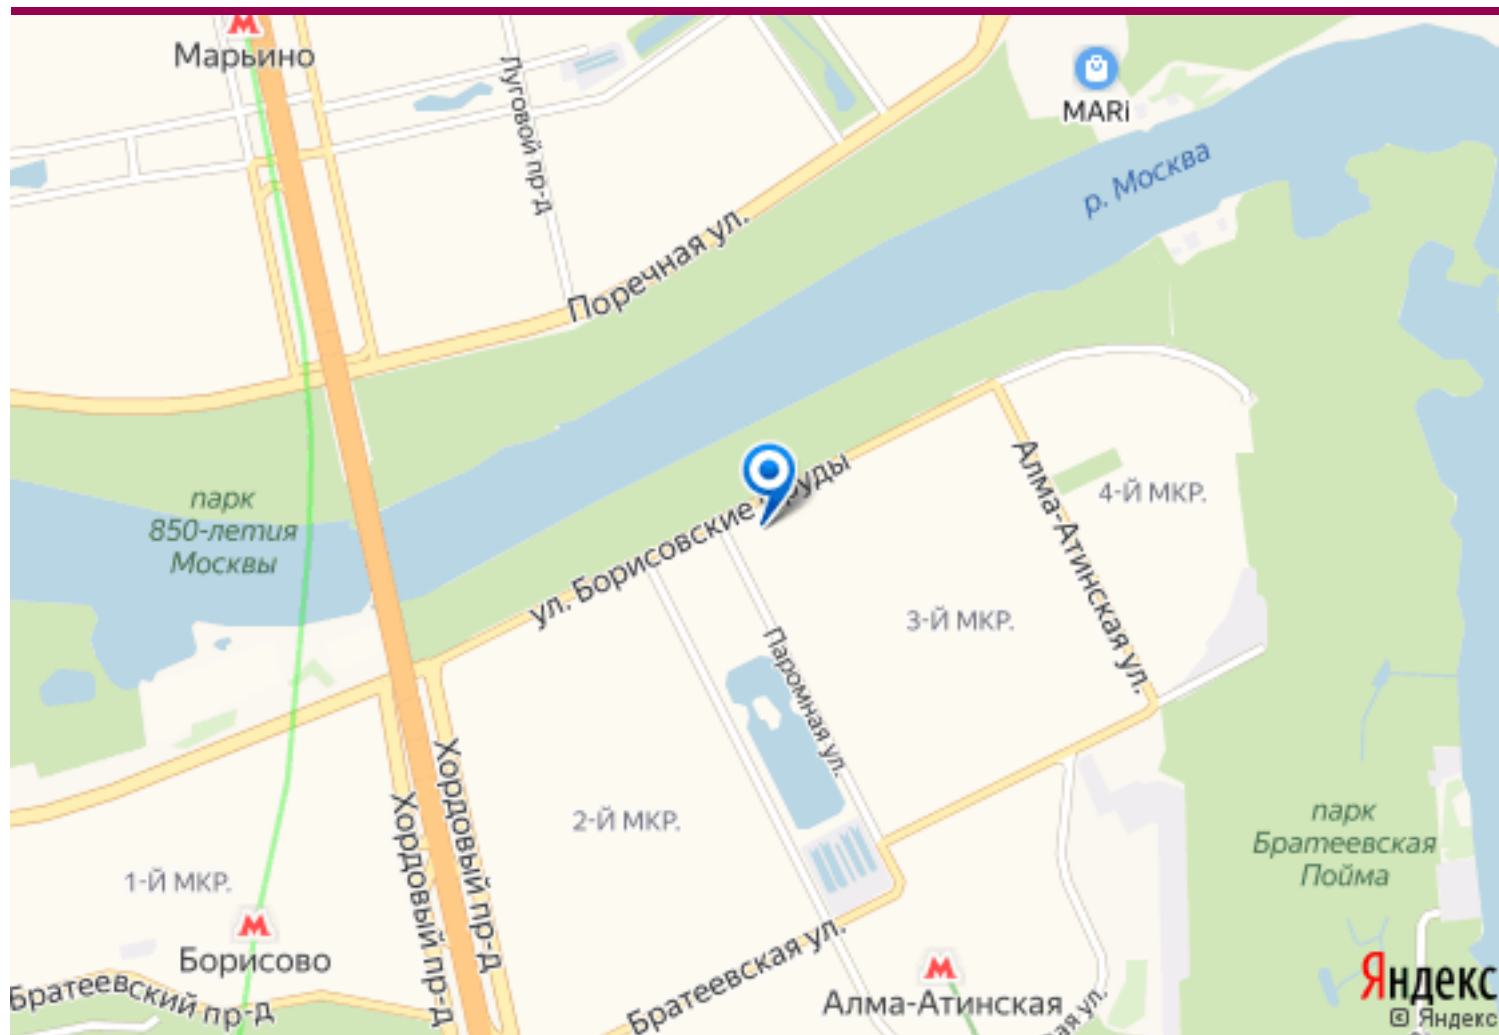 Марьино
Луговой пр-д
MARi
р. Москва
Поречная ул.
парк
850-летия
Москвы
ул. Борисовские
Алма-Атинская ул.
4-Й МКР.
3-Й МКР.
Паромная ул.
Хордовый пр-д
Хордовый пр-д
2-Й МКР.
1-Й МКР.
парк
Братеевская
Пойма
Борисово
Братеевский пр-д
Братеевская ул.
Алма-Атинская
Яндекс
© Яндекс